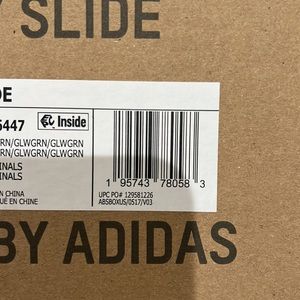 SLIDE
DE
5447
Inside
RN/GLWGRN/GLWGRN
RN/GLWGRN/GLWGRN
INALS
INALS
N CHINA
UÉ EN CHINE
1 95743 78058 3
UPC PO# 129581226
ABSBOXUS/0517/V03
BY ADIDAS